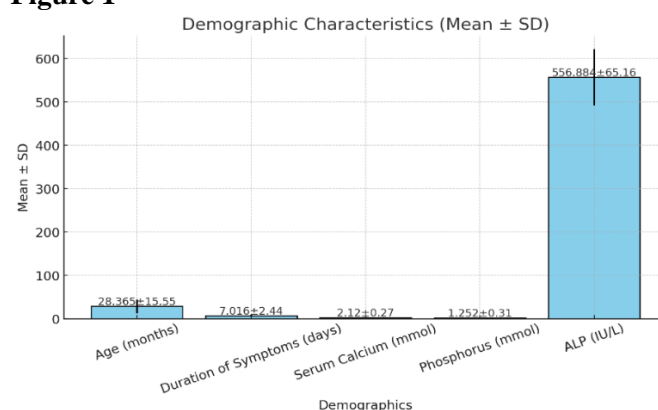 Figure 1
Demographic Characteristics (Mean ± SD)
Mean ± SD
600
500
400
300
200
100
0
28.365±15.55
7.016±2.44
2.12±0.27
1.252±0.31
556.884±65.16
Age (months)
Duration of Symptoms (days)
Serum Calcium (mmol)
Phosphorus (mmol)
ALP (IU/L)
Demographics